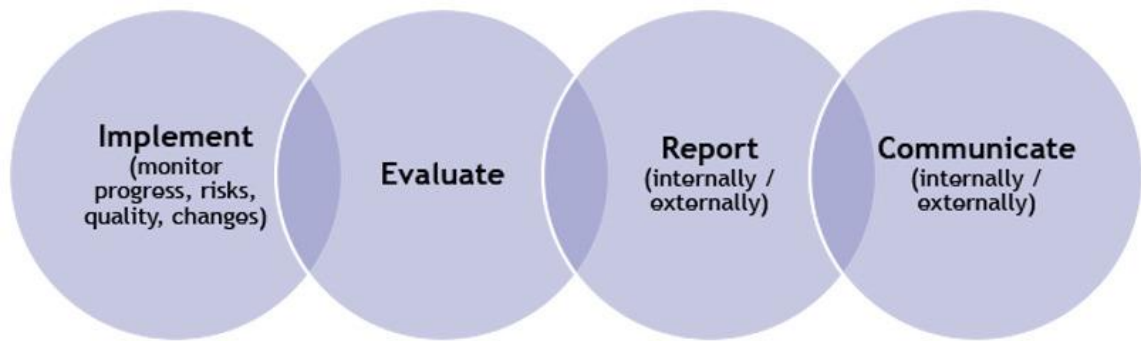 Implement
(monitor
progress, risks,
quality, changes)
Evaluate
Report
(internally /
externally)
Communicate
(internally /
externally)